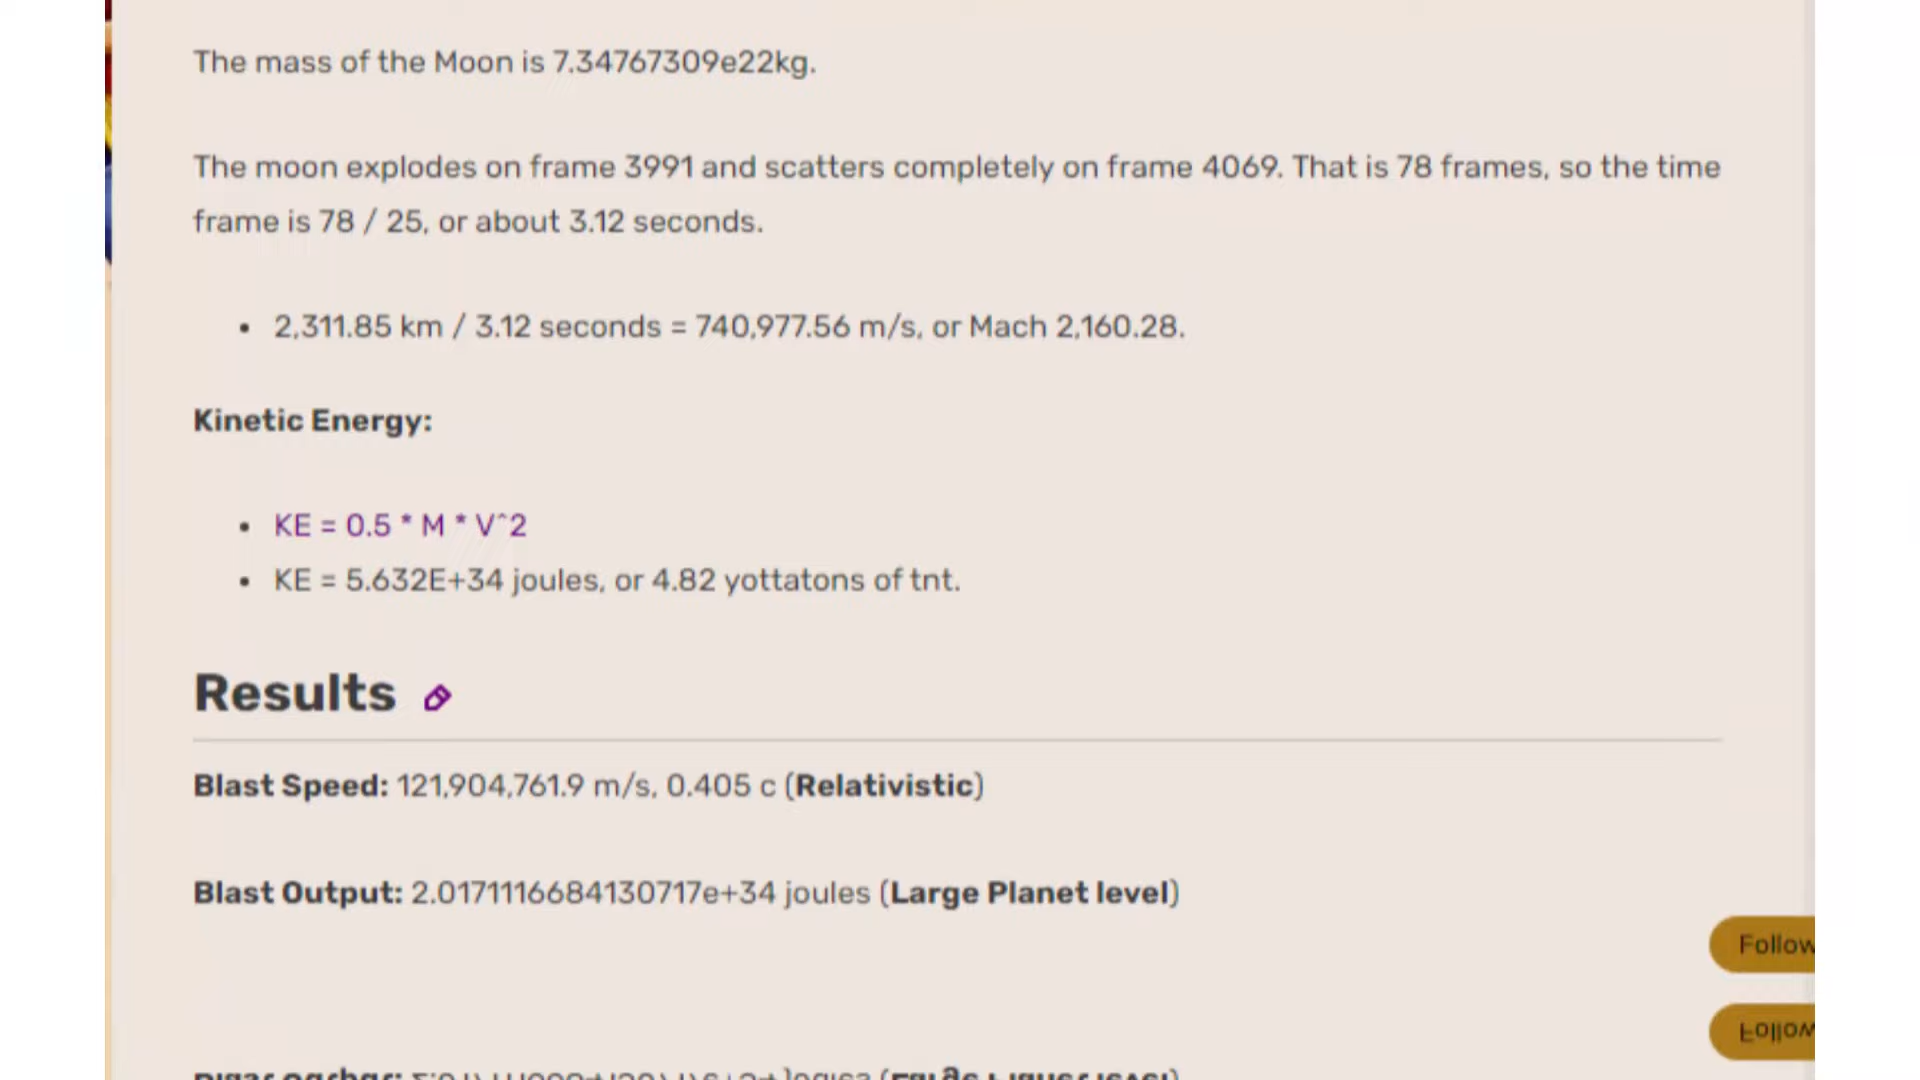 The mass of the Moon is 7.34767309e22kg.
The moon explodes on frame 3991 and scatters completely on frame 4069. That is 78 frames, so the time
frame is 78 / 25, or about 3.12 seconds.
• 2,311.85 km / 3.12 seconds = 740,977.56 m/s, or Mach 2,160.28.
Kinetic Energy:
• KE = 0.5 * M * V^2
• KE = 5.632E+34 joules, or 4.82 yottatons of tnt.
Results
Blast Speed: 121,904,761.9 m/s, 0.405 c (Relativistic)
Blast Output: 2.0171116684130717e+34 joules (Large Planet level)
Follow
Follow